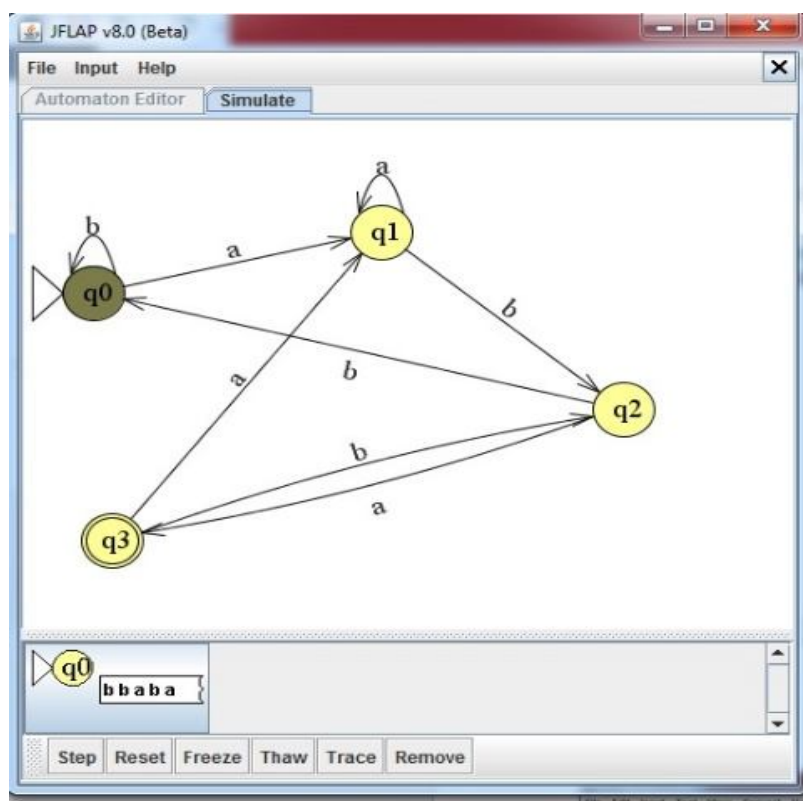 JFLAP v8.0 (Beta)
File Input Help
Automaton Editor Simulate
a
q1
b
a
q0
b
b
q2
a
b
a
q3
q0
b b a b a
Step Reset Freeze Thaw Trace Remove